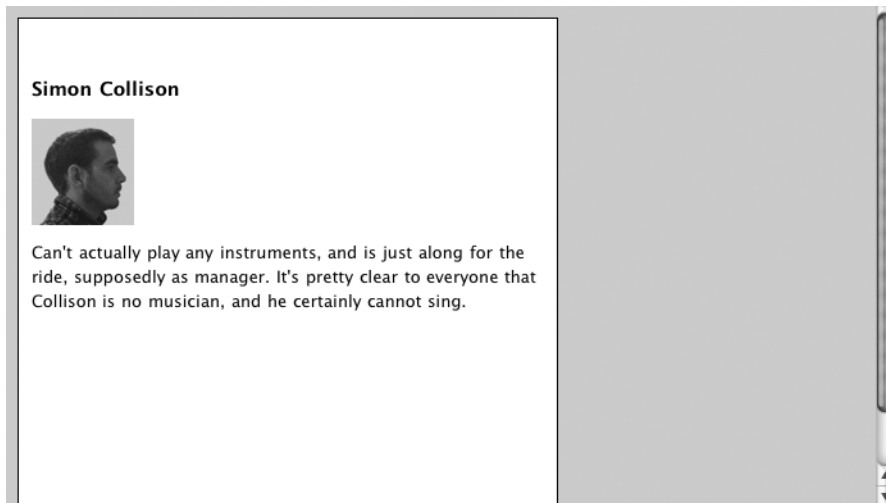 Simon Collison
Can't actually play any instruments, and is just along for the
ride, supposedly as manager. It's pretty clear to everyone that
Collison is no musician, and he certainly cannot sing.